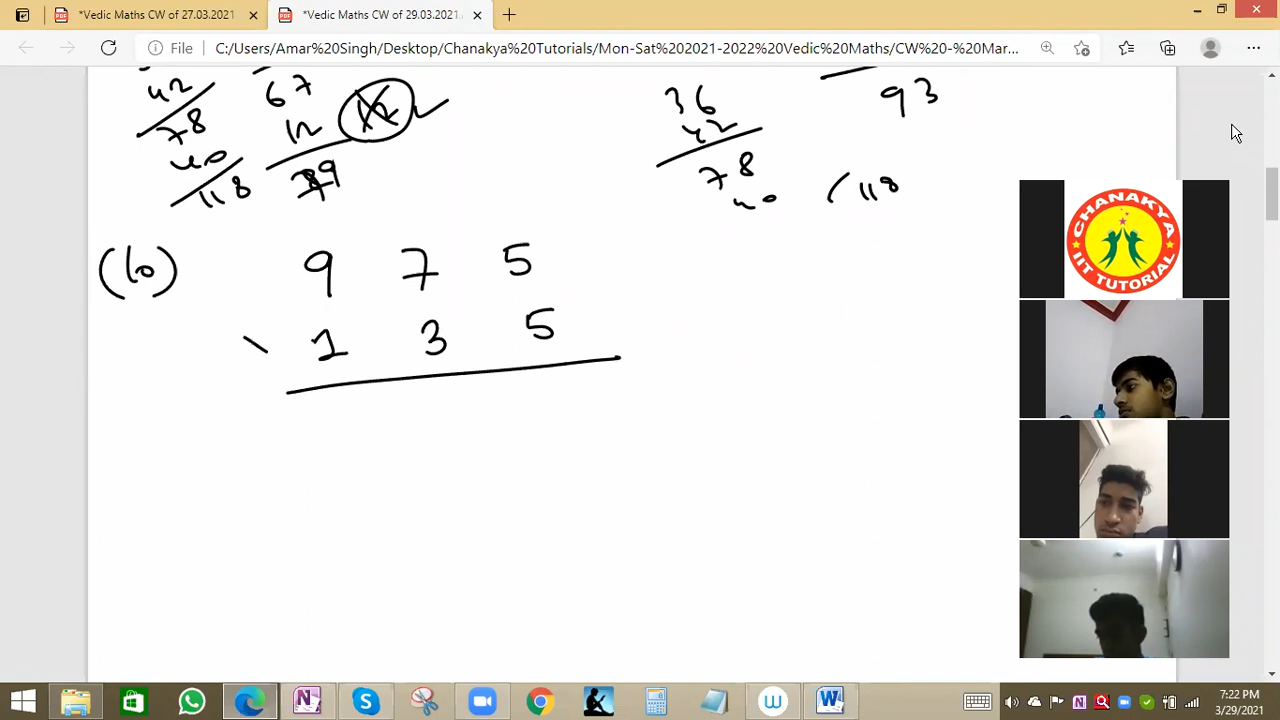 *Vedic Maths CW of 27.03.2021
*Vedic Maths CW of 29.03.2021.
File C:/Users/Amar%20Singh/Desktop/Chanakya%20Tutorials/Mon-Sat%202021-2022%20Vedic%20Maths/CW%20-%20Mar...
42 67 36 93
78 12 12 42
40 79 78
118 40 (118
(10) 9 7 5
1 3 5
CHANAKYA
IIT TUTORIAL
7:22 PM
3/29/2021